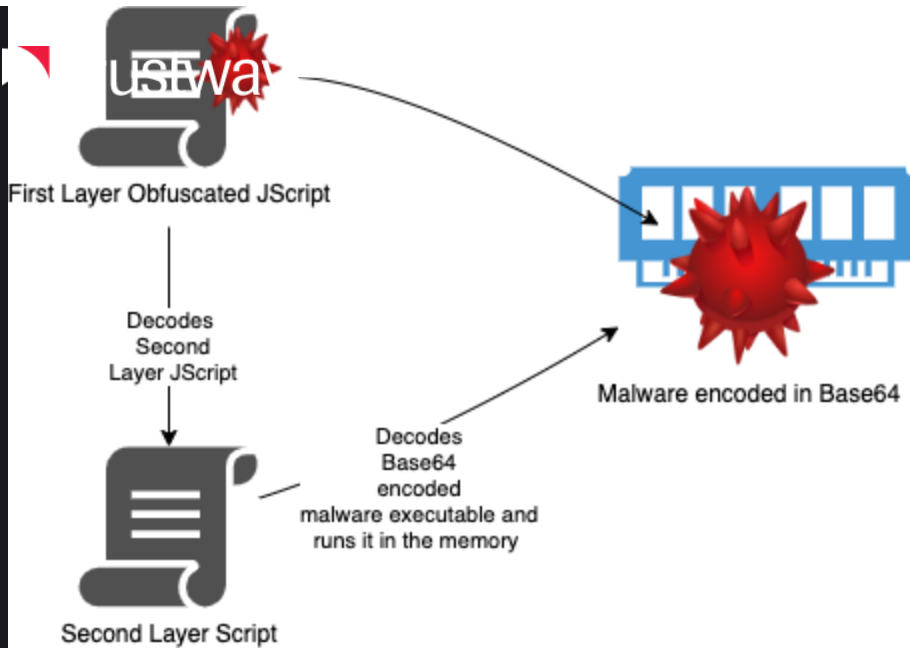 First Layer Obfuscated JScript
Decodes
Second
Layer JScript
Malware encoded in Base64
Decodes
Base64
encoded
malware executable and
runs it in the memory
Second Layer Script